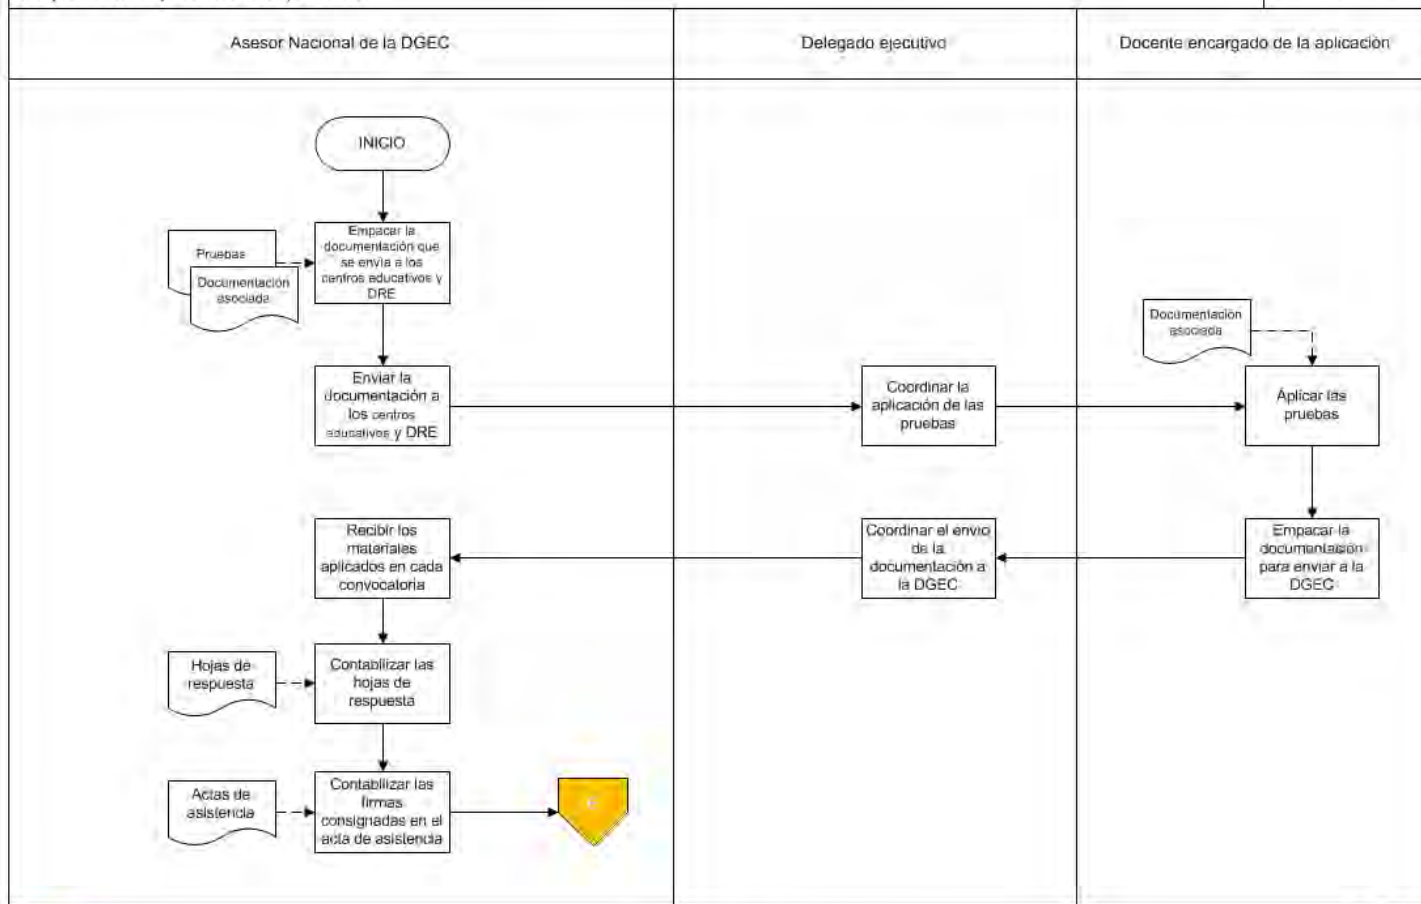 Asesor Nacional de la DGEC
Delegado ejecutivo
Docente encargado de la aplicación
INICIO
Pruebas
Documentación
asociada
Empacar la
documentación que
se envía a los
centros educativos y
DRE
Enviar la
documentación a
los centros
educativos y DRE
Coordinar la
aplicación de las
pruebas
Documentación
asociada
Aplicar las
pruebas
Empacar la
documentación
para enviar a la
DGEC
Coordinar el envío
de la
documentación a
la DGEC
Recibir los
materiales
aplicados en cada
convocatoria
Hojas de
respuesta
Contabilizar las
hojas de
respuesta
Actas de
asistencia
Contabilizar las
firmas
consignadas en el
acta de asistencia